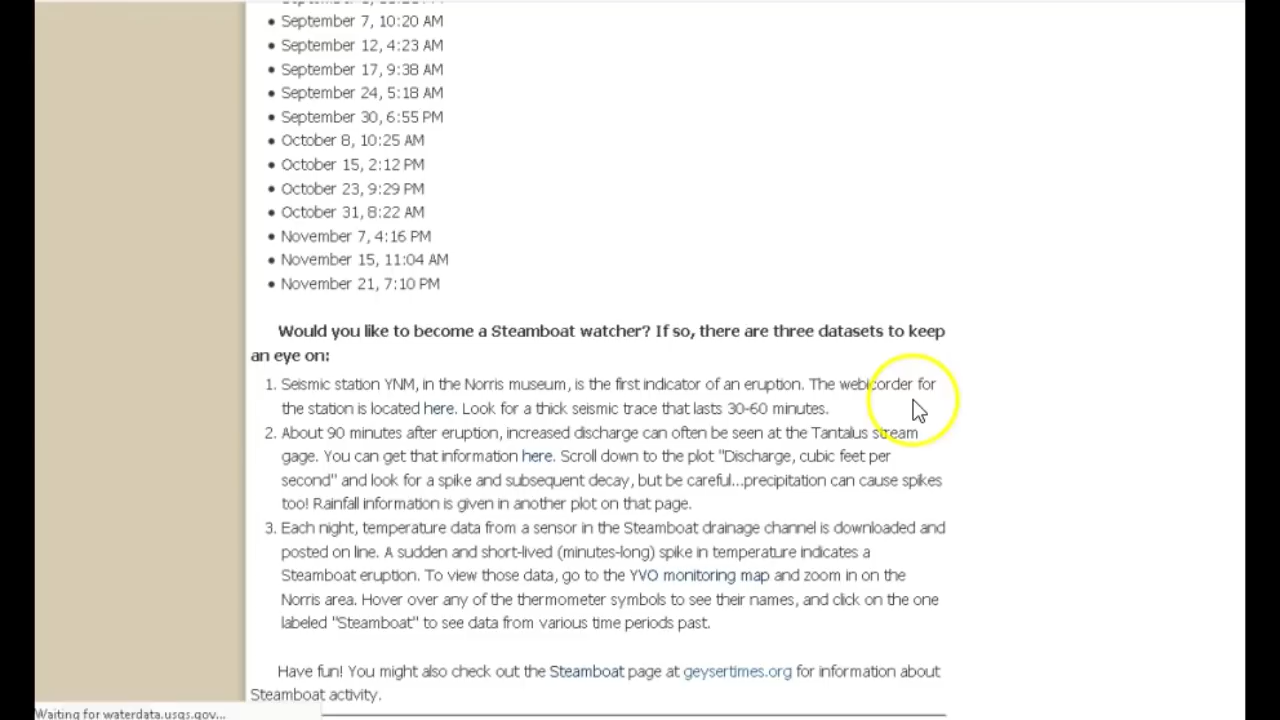 • September 7, 10:20 AM
• September 12, 4:23 AM
• September 17, 9:38 AM
• September 24, 5:18 AM
• September 30, 6:55 PM
• October 8, 10:25 AM
• October 15, 2:12 PM
• October 23, 9:29 PM
• October 31, 8:22 AM
• November 7, 4:16 PM
• November 15, 11:04 AM
• November 21, 7:10 PM
Would you like to become a Steamboat watcher? If so, there are three datasets to keep
an eye on:
1. Seismic station YNM, in the Norris museum, is the first indicator of an eruption. The webicorder for
the station is located here. Look for a thick seismic trace that lasts 30-60 minutes.
2. About 90 minutes after eruption, increased discharge can often be seen at the Tantalus stream
gage. You can get that information here. Scroll down to the plot "Discharge, cubic feet per
second" and look for a spike and subsequent decay, but be careful...precipitation can cause spikes
too! Rainfall information is given in another plot on that page.
3. Each night, temperature data from a sensor in the Steamboat drainage channel is downloaded and
posted on line. A sudden and short-lived (minutes-long) spike in temperature indicates a
Steamboat eruption. To view those data, go to the YVO monitoring map and zoom in on the
Norris area. Hover over any of the thermometer symbols to see their names, and click on the one
labeled "Steamboat" to see data from various time periods past.
Have fun! You might also check out the Steamboat page at geysertimes.org for information about
Steamboat activity.
Waiting for waterdata.usgs.gov...